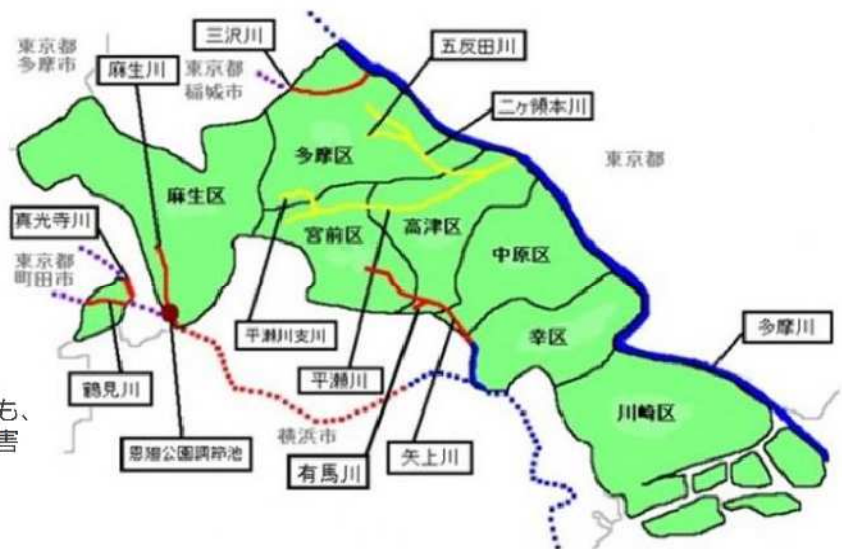 三沢川
五反田川
東京都
多摩市
麻生川
東京都
稲城市
二ヶ領本川
東京都
多摩区
麻生区
真光寺川
宮前区
高津区
中原区
東京都
町田市
平瀬川支川
幸区
多摩川
鶴見川
平瀬川
川崎区
も、
害
横浜市
恩廻公園調節池
有馬川
矢上川